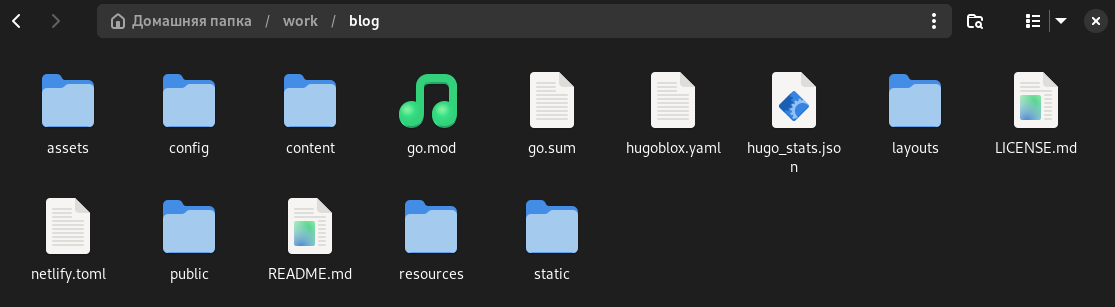 Домашняя папка / work / blog
assets config content go.mod go.sum hugoblox.yaml hugo_stats.jso layouts LICENSE.md
n
netlify.toml public README.md resources static